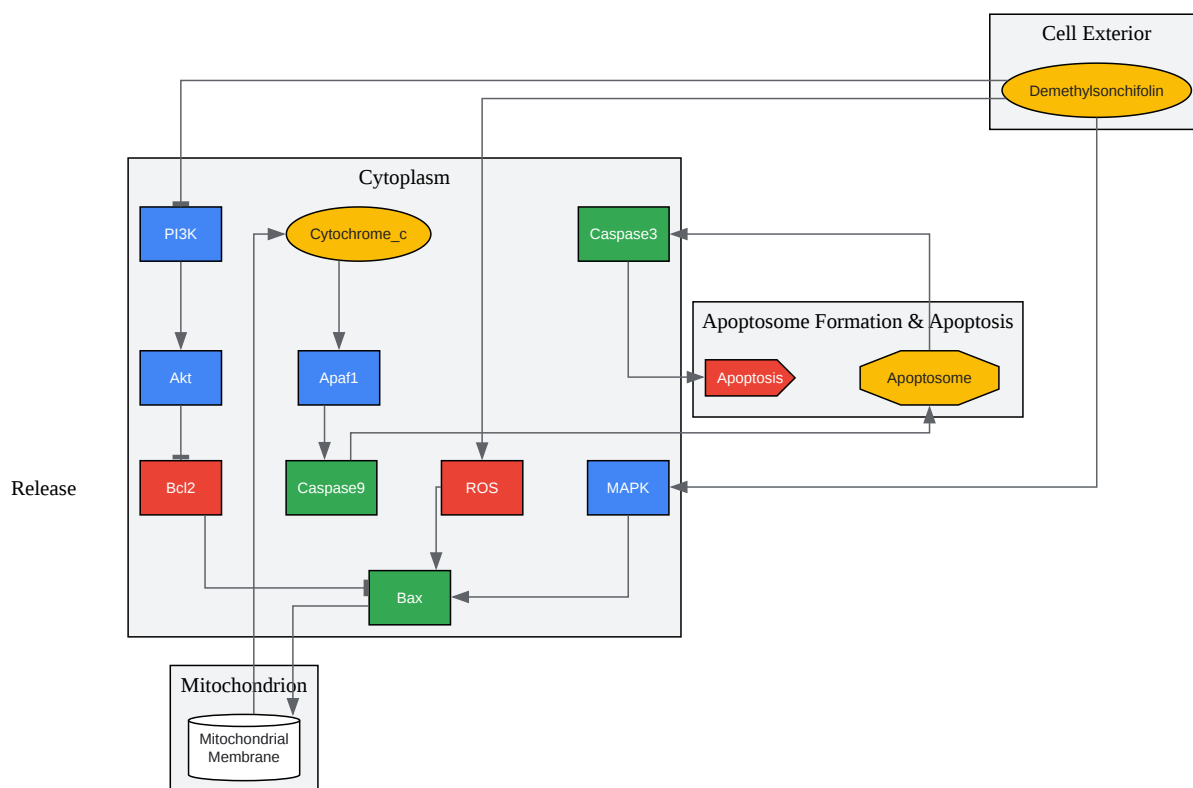 Cell Exterior
Demethylsonchifolin
Cytoplasm
PI3K
Cytochrome_c
Caspase3
Apoptosome Formation & Apoptosis
Akt
Apaf1
Apoptosis
Apoptosome
Release
Bcl2
Caspase9
ROS
MAPK
Bax
Mitochondrion
Mitochondrial
Membrane